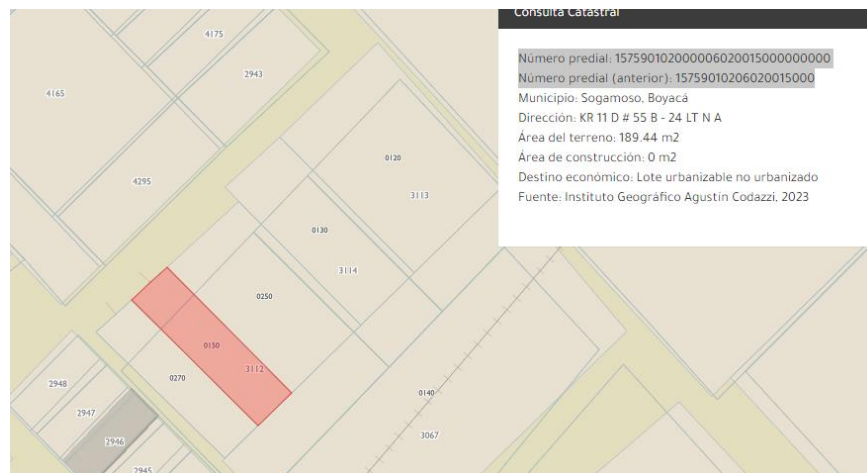 Consulta Catastral
Número predial: 157590102000006020015000000000
Número predial (anterior): 15759010206020015000
Municipio: Sogamoso, Boyacá
Dirección: KR 11 D # 55 B - 24 LT N A
Área del terreno: 189.44 m2
Área de construcción: 0 m2
Destino económico: Lote urbanizable no urbanizado
Fuente: Instituto Geográfico Agustín Codazzi, 2023
4175
2943
4165
4295
0120
3113
0130
3114
0250
0150
3112
0270
0140
3067
2948
2947
2946
2945